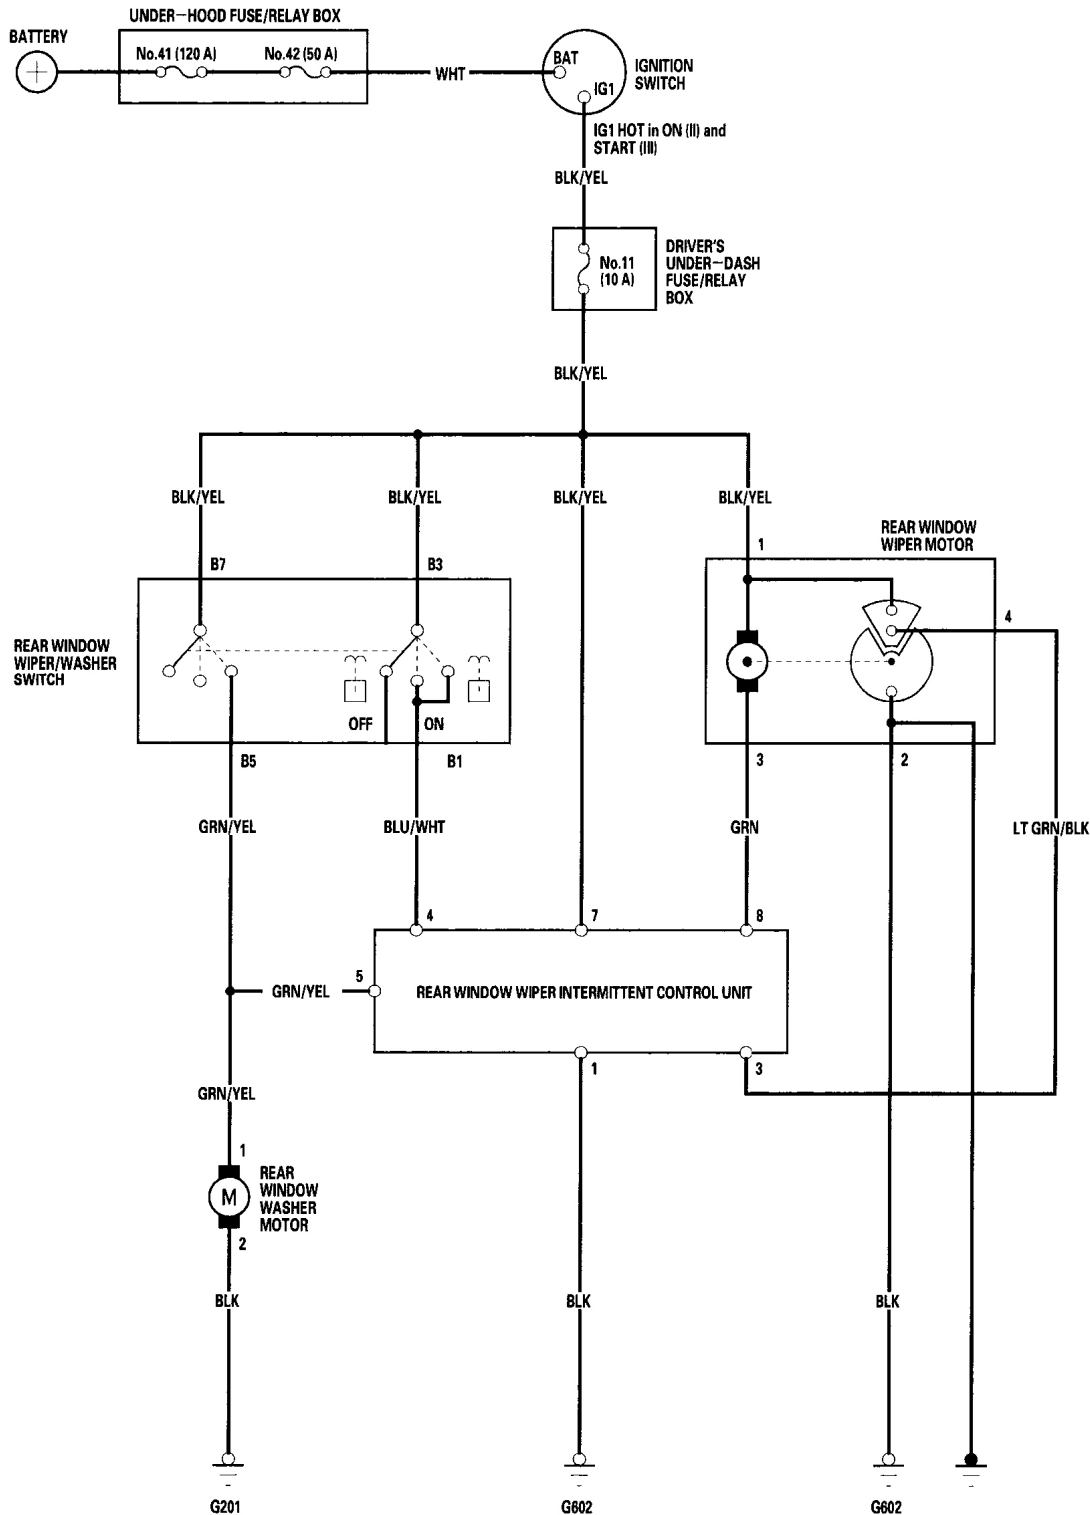 UNDER-HOOD FUSE/RELAY BOX
BATTERY
No.41 (120 A)
No.42 (50 A)
WHT
BAT
IG1
IGNITION
SWITCH
IG1 HOT in ON (II) and
START (III)
BLK/YEL
No.11
(10 A)
DRIVER'S
UNDER-DASH
FUSE/RELAY
BOX
BLK/YEL
BLK/YEL
BLK/YEL
BLK/YEL
BLK/YEL
REAR WINDOW
WIPER MOTOR
B7
B3
1
4
REAR WINDOW
WIPER/WASHER
SWITCH
OFF
ON
B5
B1
3
2
GRN/YEL
BLU/WHT
GRN
LT GRN/BLK
4
7
8
5
GRN/YEL
REAR WINDOW WIPER INTERMITTENT CONTROL UNIT
1
3
GRN/YEL
1
M
REAR
WINDOW
WASHER
MOTOR
2
BLK
BLK
BLK
G201
G602
G602